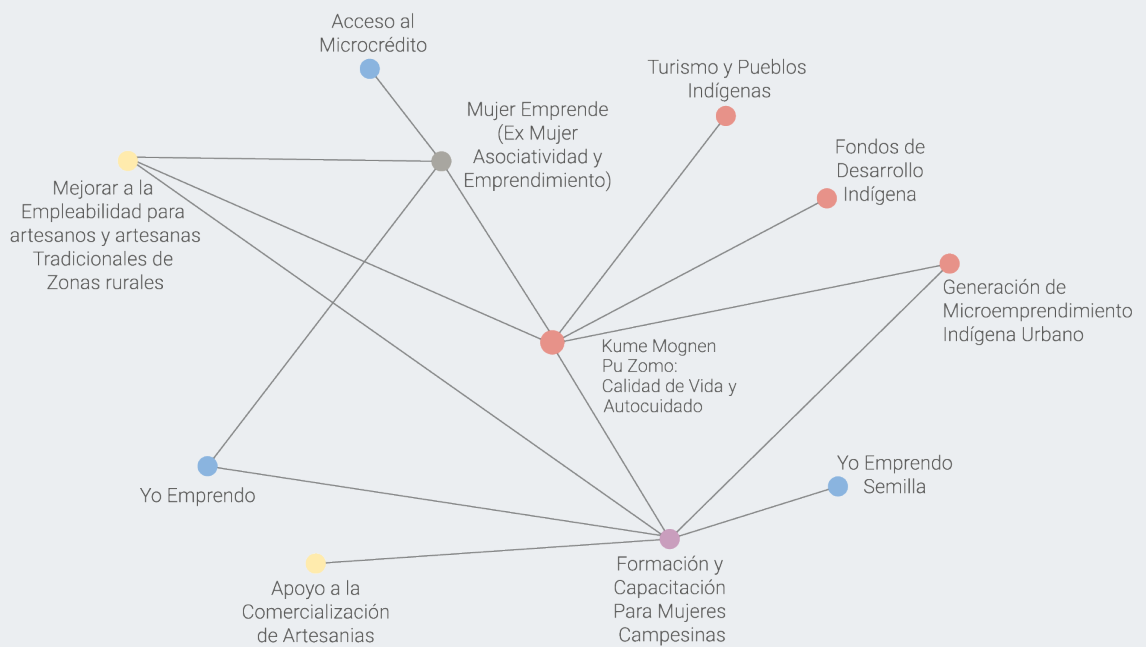 Acceso al
Microcrédito
Turismo y Pueblos
Indígenas
Mujer Emprende
(Ex Mujer
Asociatividad y
Emprendimiento)
Fondos de
Desarrollo
Indígena
Mejorar a la
Empleabilidad para
artesanos y artesanas
Tradicionales de
Zonas rurales
Generación de
Microemprendimiento
Indígena Urbano
Kume Mognen
Pu Zomo:
Calidad de Vida y
Autocuidado
Yo Emprendo
Semilla
Yo Emprendo
Formación y
Capacitación
Para Mujeres
Campesinas
Apoyo a la
Comercialización
de Artesanias